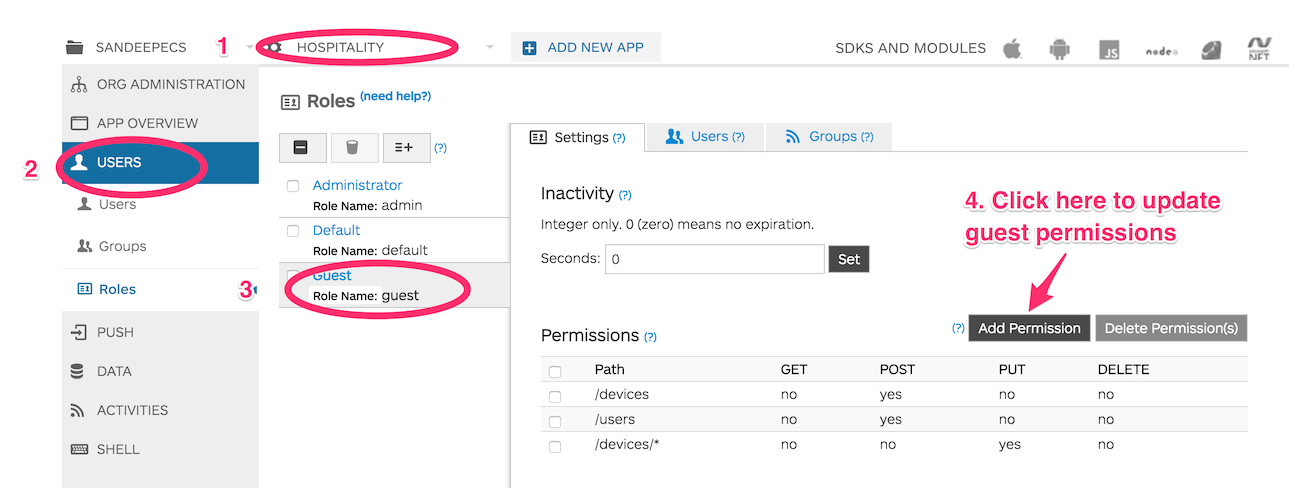 SANDEEPECS 1 HOSPITALITY ADD NEW APP SDKS AND MODULES JS node NFT
ORG ADMINISTRATION
APP OVERVIEW
2 USERS
Users
Groups
3 Roles
PUSH
DATA
ACTIVITIES
SHELL
Roles (need help?)
(?)
Administrator
Role Name: admin
Default
Role Name: default
Guest
Role Name: guest
Settings (?) Users (?) Groups (?)
Inactivity (?)
Integer only. 0 (zero) means no expiration.
Seconds: 0 Set
4. Click here to update
guest permissions
Permissions (?) (?) Add Permission Delete Permission(s)
Path GET POST PUT DELETE
/devices no yes no no
/users no yes no no
/devices/* no no yes no